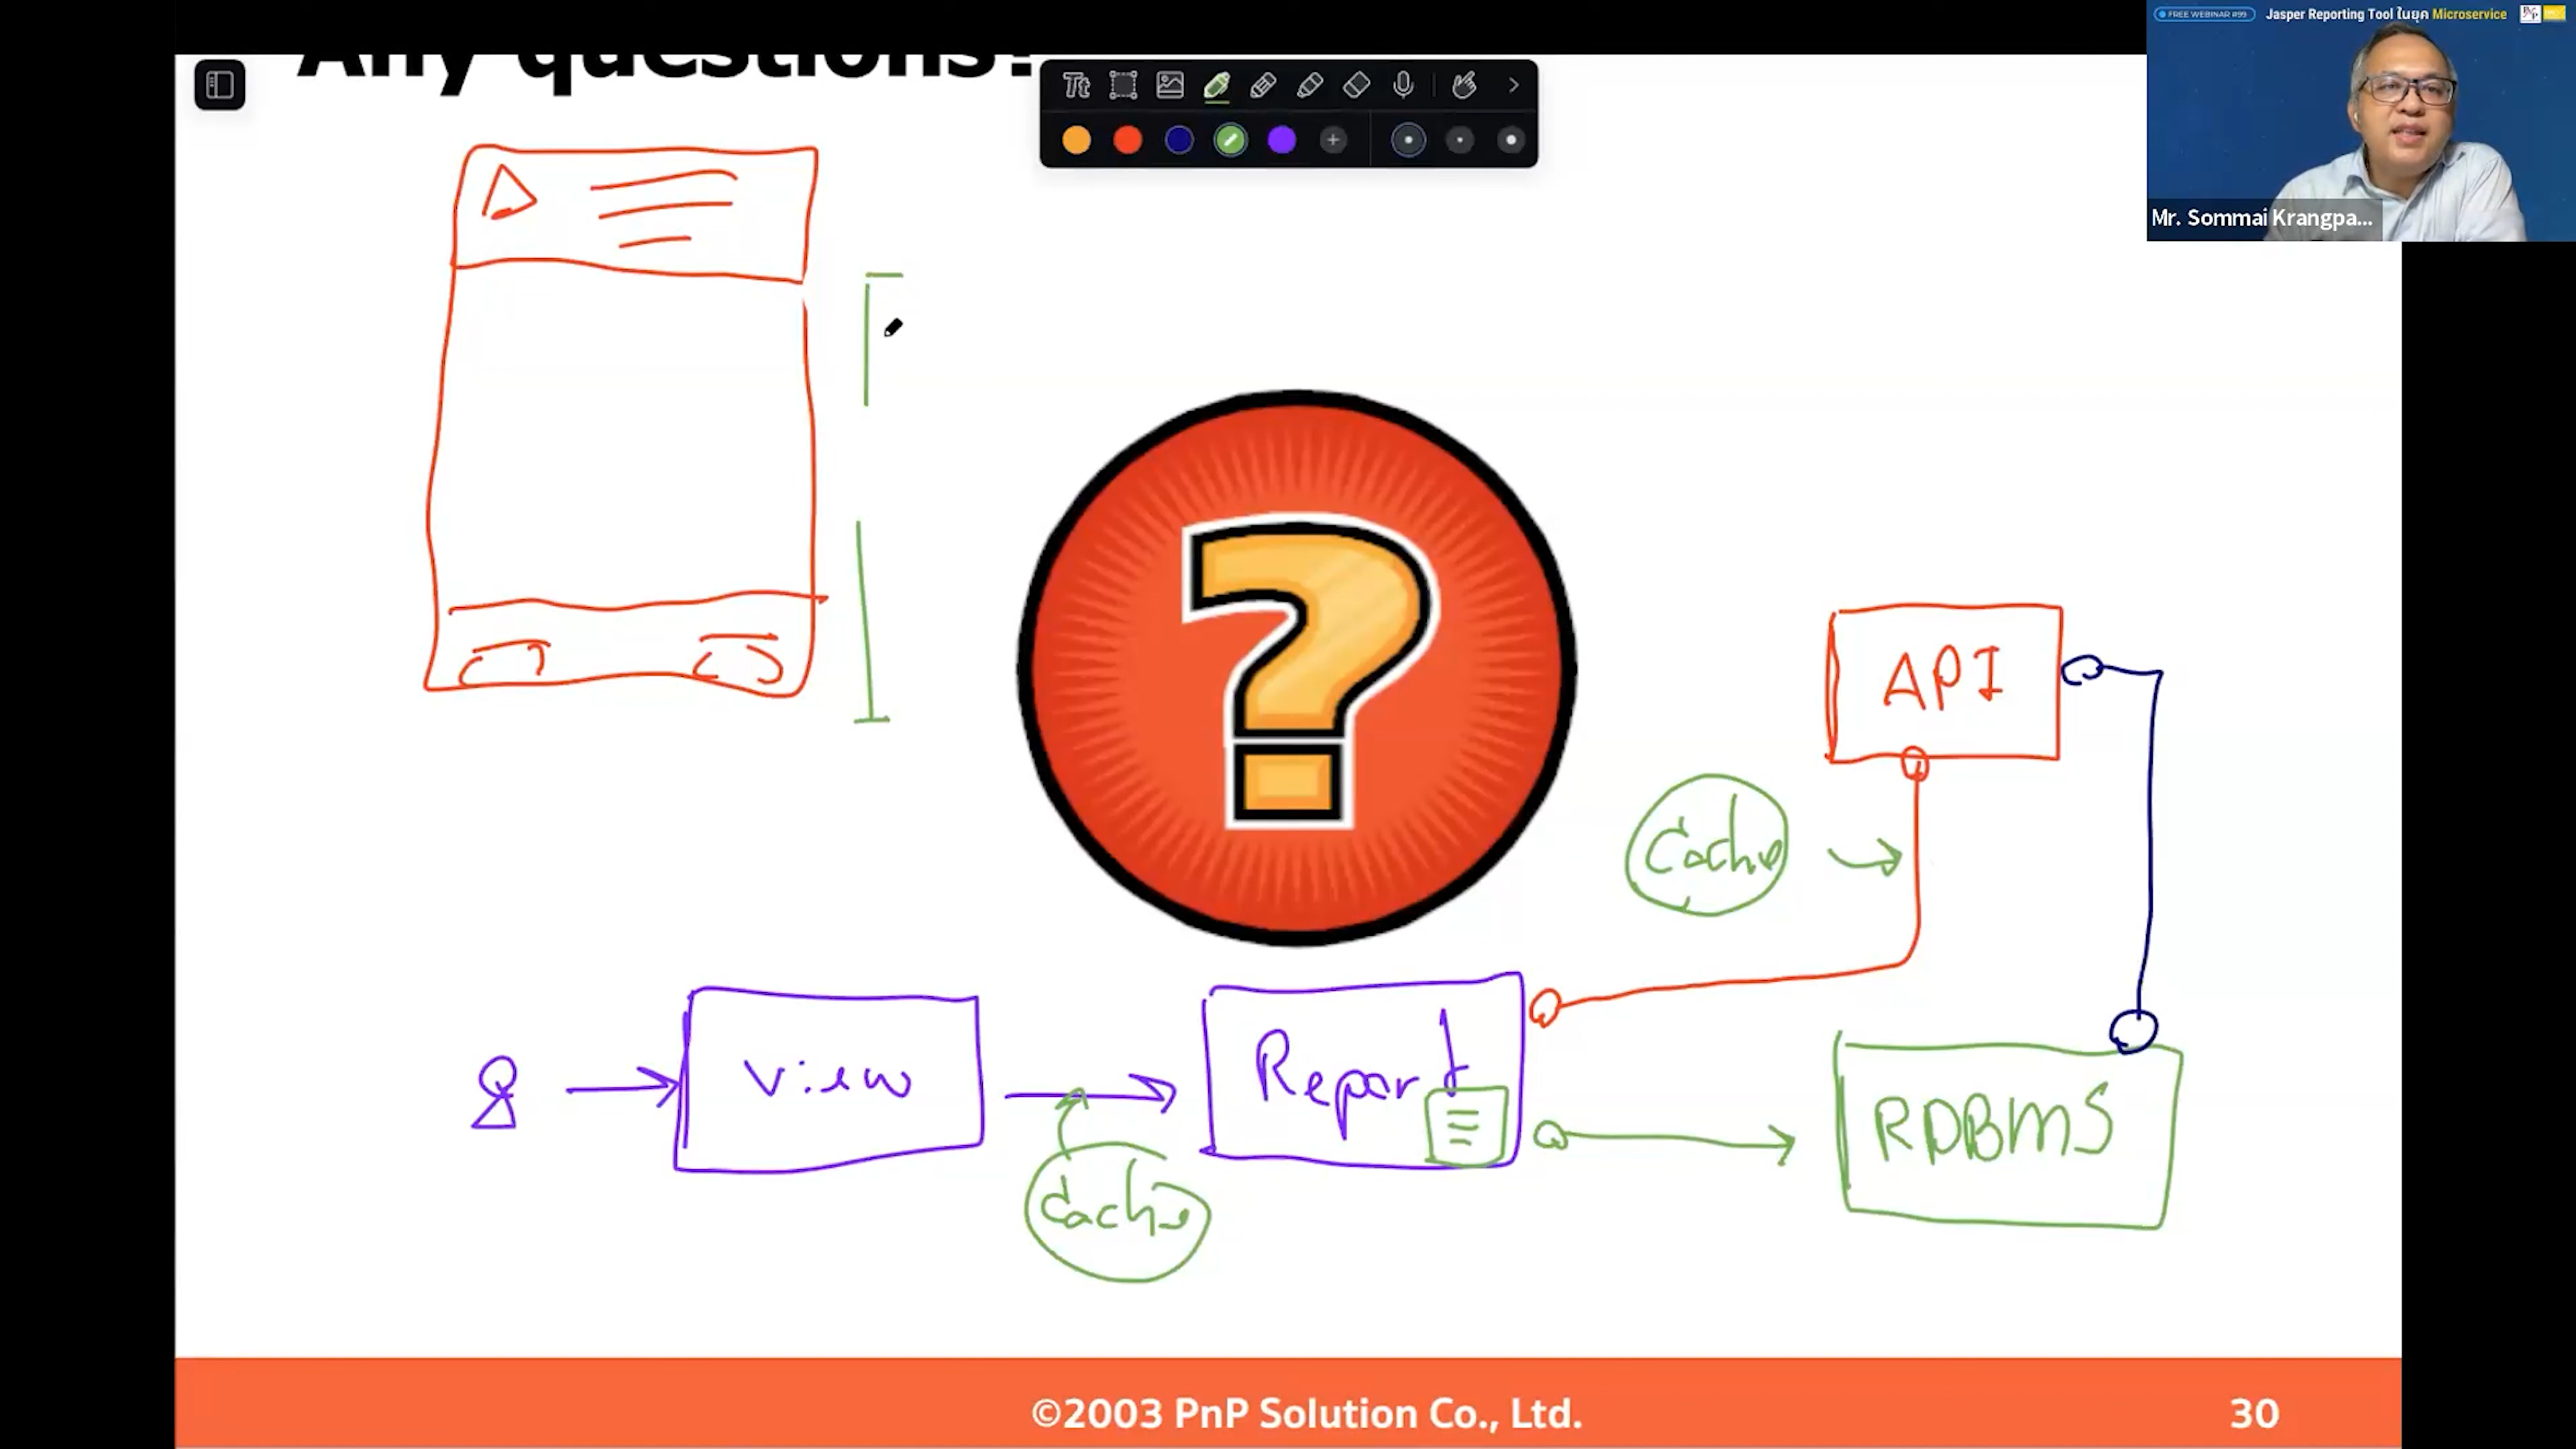 Any questions?
FREE WEBINAR #99
Jasper Reporting Tool ในยุค Microservice
Tt
Mr. Sommai Krangpa...
API
Cache
View
Report
RDBMS
Cache
©2003 PnP Solution Co., Ltd.
30